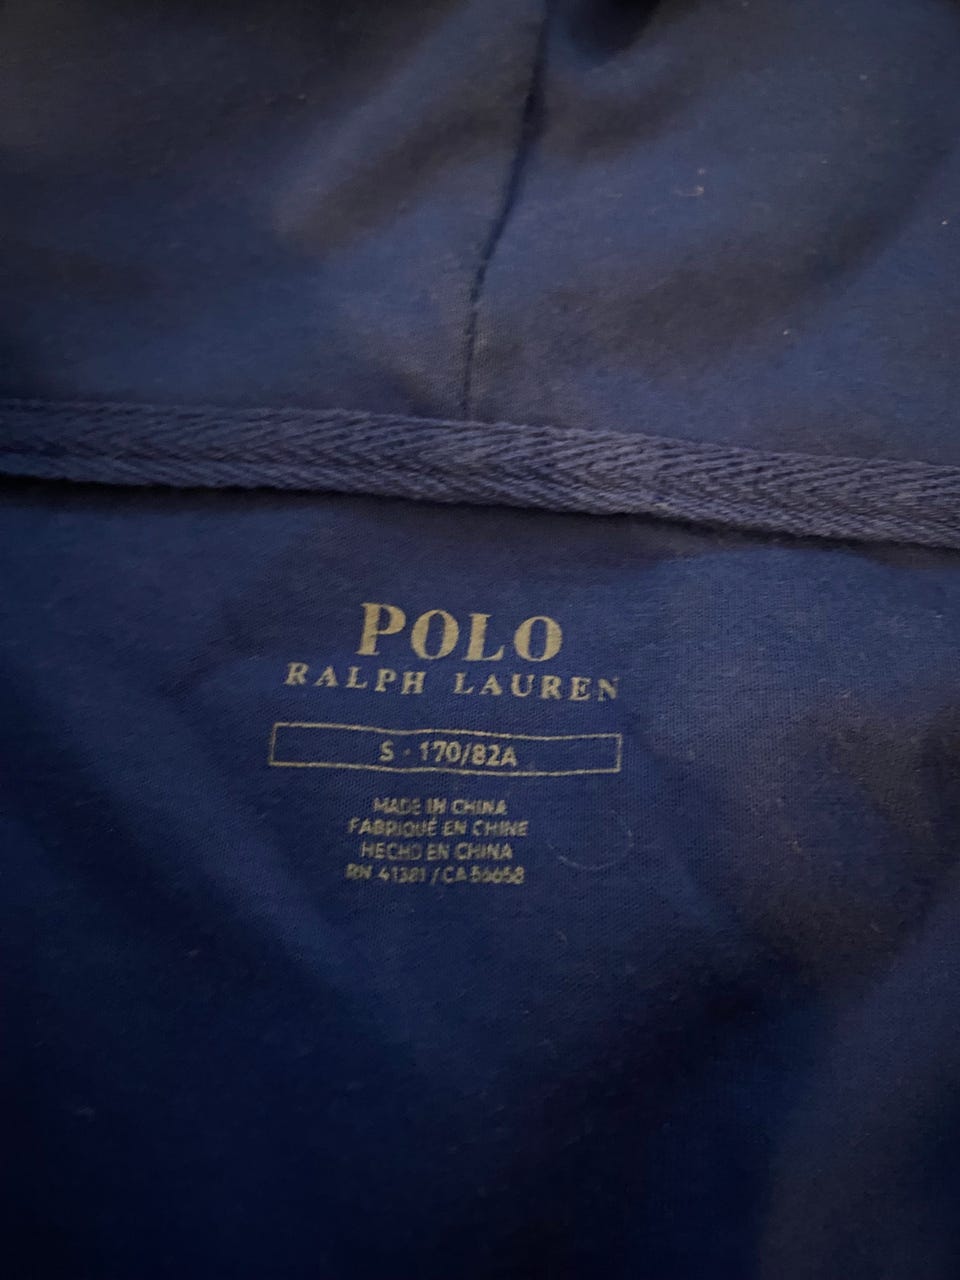 POLO
RALPH LAUREN
S - 170/82A
MADE IN CHINA
FABRIQUÉ EN CHINE
HECHO EN CHINA
RN 41381 / CA 56658